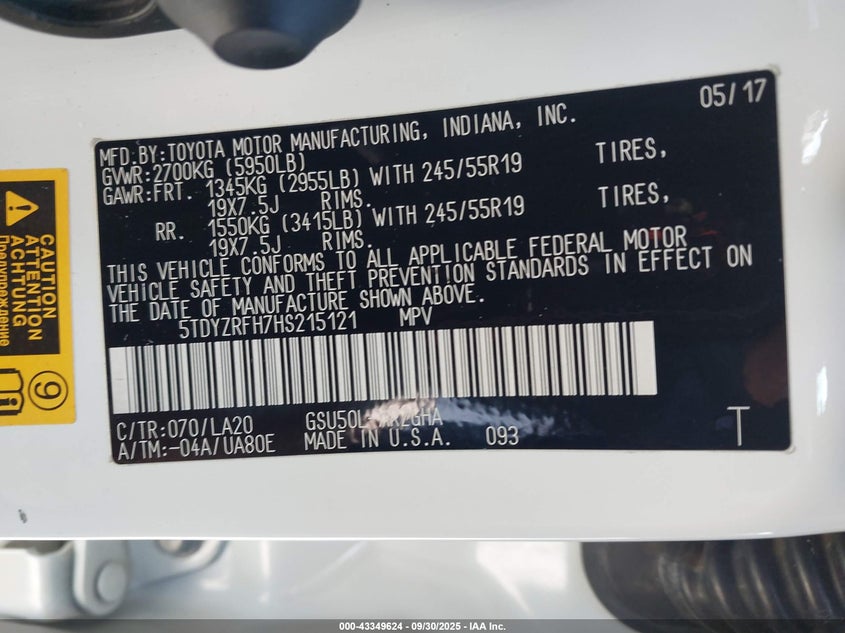 05/17
MFD.BY:TOYOTA MOTOR MANUFACTURING, INDIANA, INC.
GVWR:2700KG (5950LB)
GAWR:FRT. 1345KG (2955LB) WITH 245/55R19 TIRES,
19X7.5J RIMS.
RR. 1550KG (3415LB) WITH 245/55R19 TIRES,
19X7.5J RIMS.
THIS VEHICLE CONFORMS TO ALL APPLICABLE FEDERAL MOTOR
VEHICLE SAFETY AND THEFT PREVENTION STANDARDS IN EFFECT ON
THE DATE OF MANUFACTURE SHOWN ABOVE.
5TDYZRFH7HS215121 MPV
C/TR:070/LA20
A/TM:-04A/UA80E MADE IN U.S.A. 093
T
CAUTION
ATTENTION
ACHTUNG
Предупреждение
9
000-43349624 - 09/30/2025 - IAA Inc.